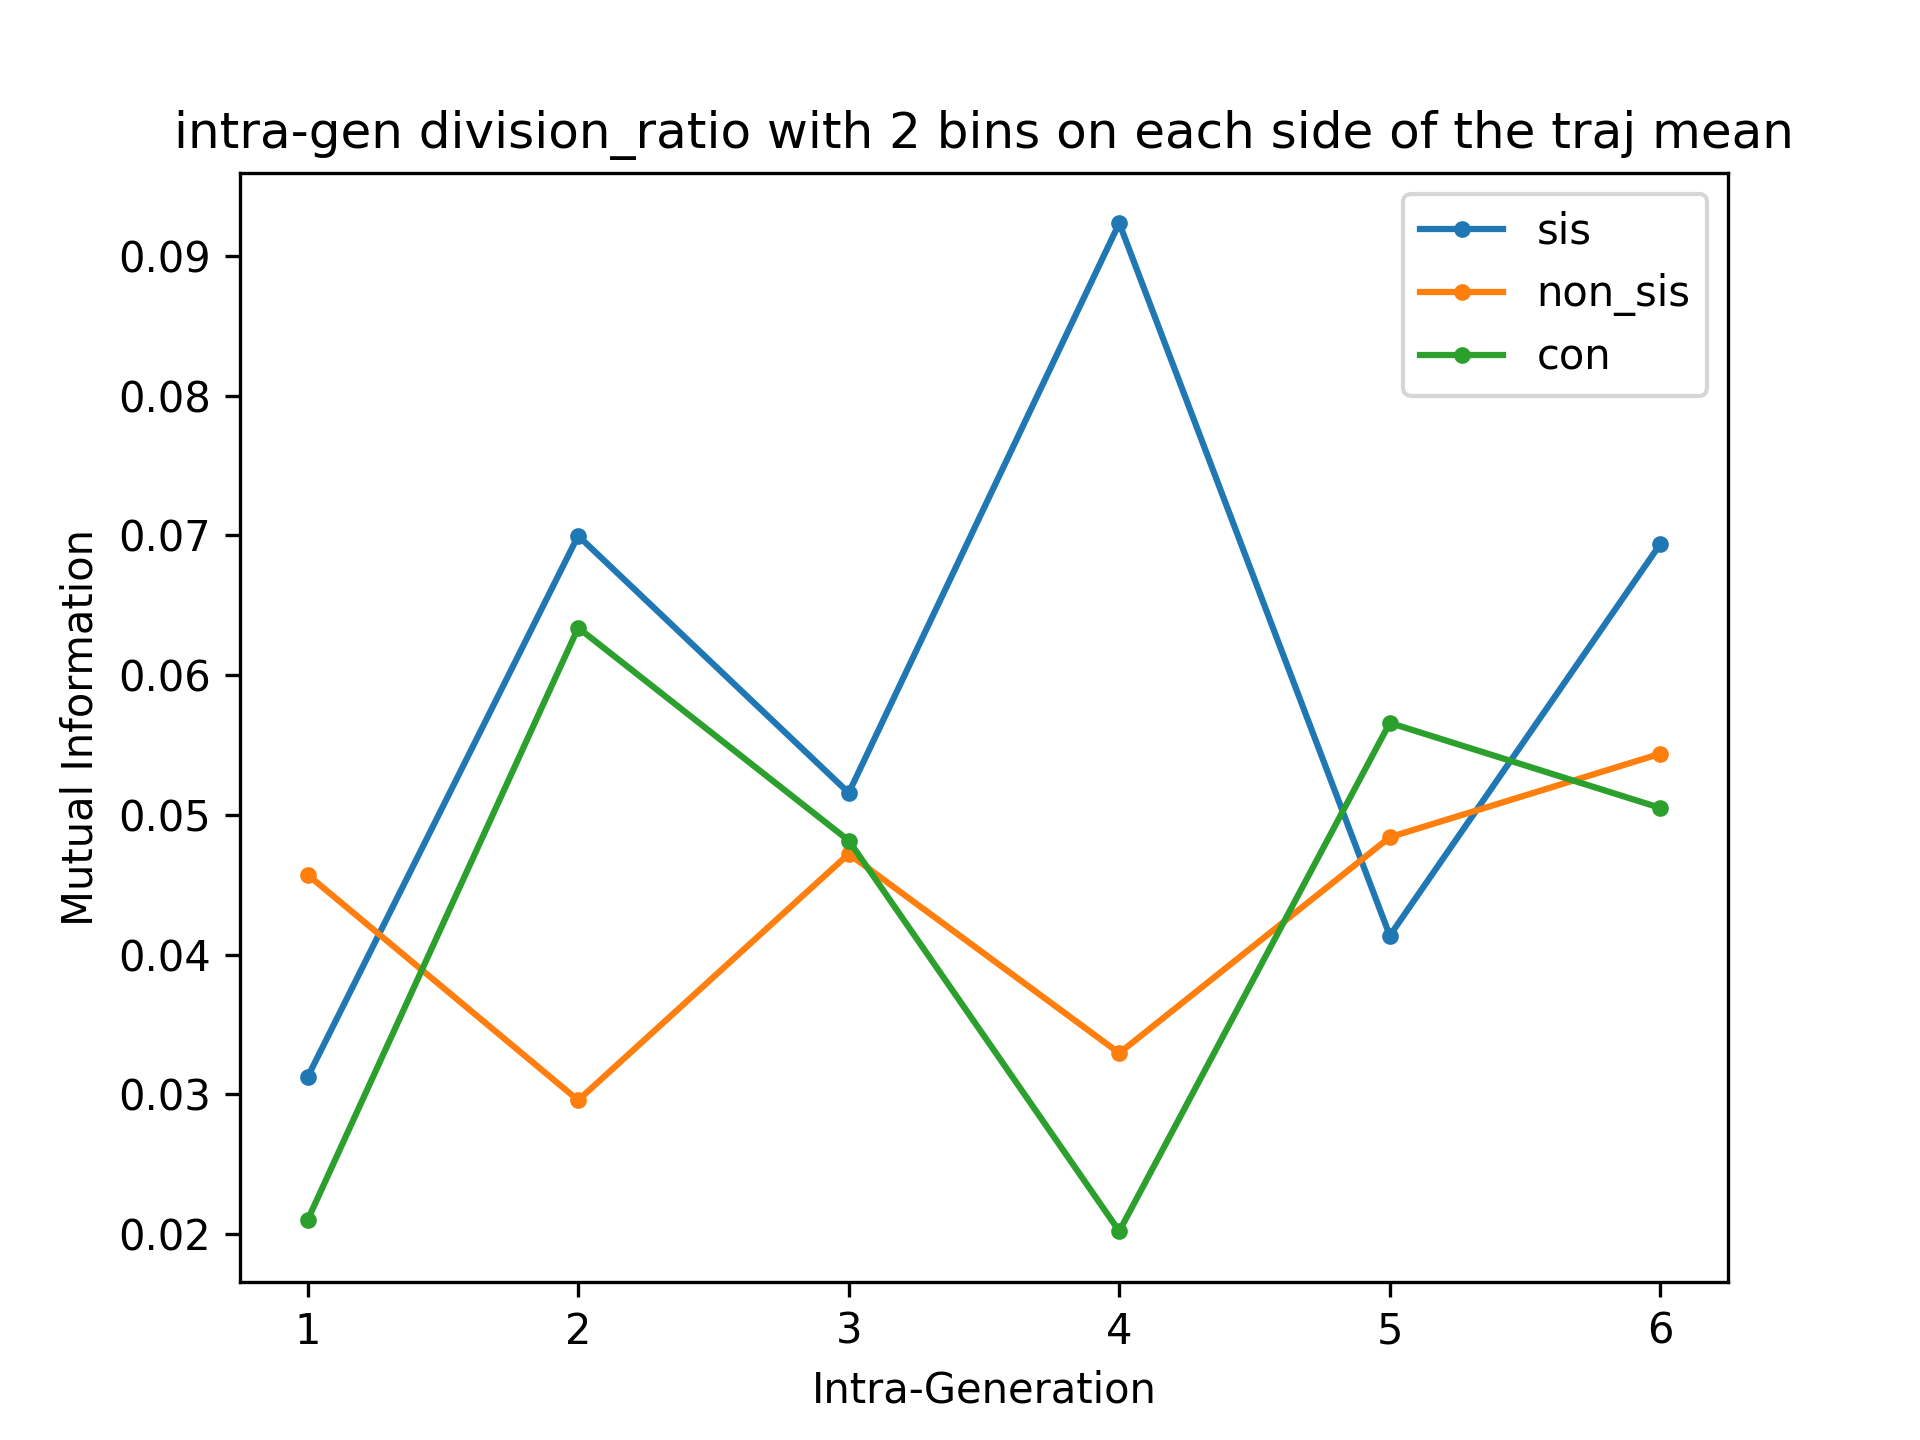 intra-gen division_ratio with 2 bins on each side of the traj mean
sis
non_sis
con
0.09
0.08
0.07
0.06
0.05
0.04
0.03
0.02
Mutual Information
1 2 3 4 5 6
Intra-Generation